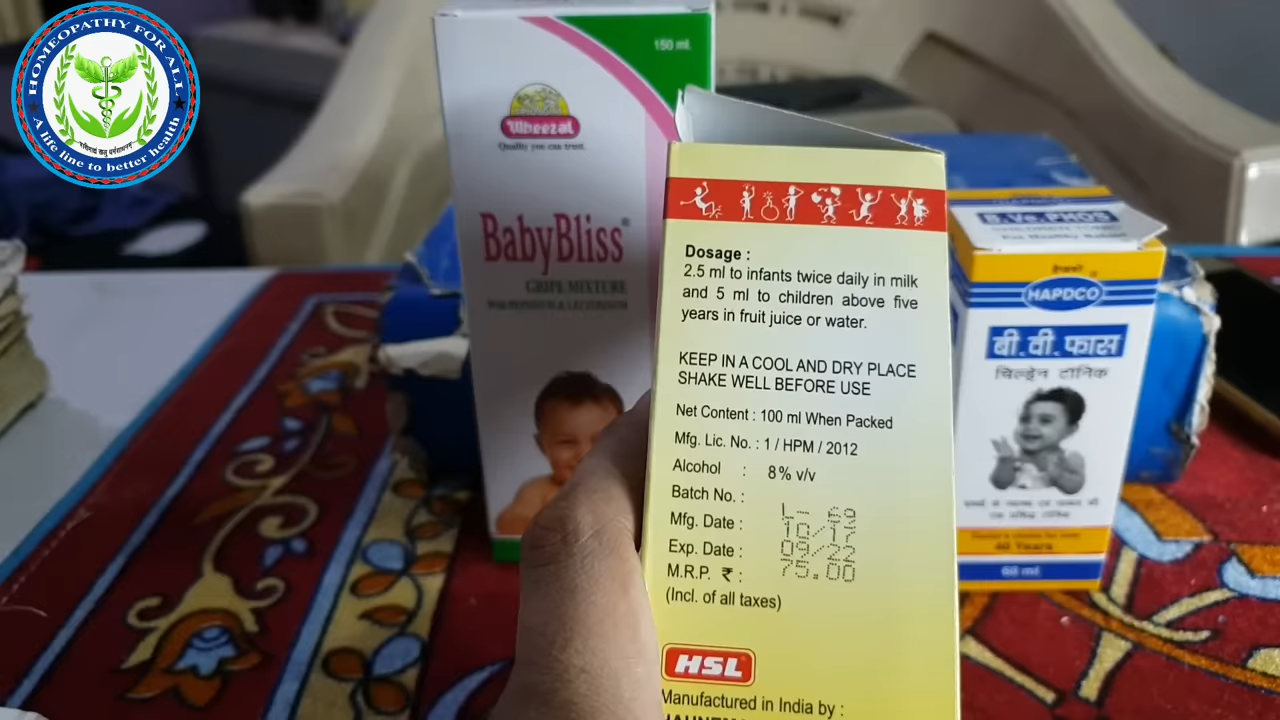 HOMEOPATHY FOR ALL
A life line to better health
150 ml.
Wheezal
Quality you can trust.
BabyBliss®
GRIPE MIXTURE
Dosage :
2.5 ml to infants twice daily in milk
and 5 ml to children above five
years in fruit juice or water.
KEEP IN A COOL AND DRY PLACE
SHAKE WELL BEFORE USE
Net Content : 100 ml When Packed
Mfg. Lic. No. : 1 / HPM / 2012
Alcohol : 8% v/v
Batch No. : L- 69
Mfg. Date : 10/17
Exp. Date : 09/22
M.R.P. ₹ : 75.00
(Incl. of all taxes)
HSL
Manufactured in India by :
B.Ve.PHOS
CHILDREN TONIC
HAPDCO
बी.वी.फास
चिल्ड्रेन टॉनिक
40 Years
60 ml